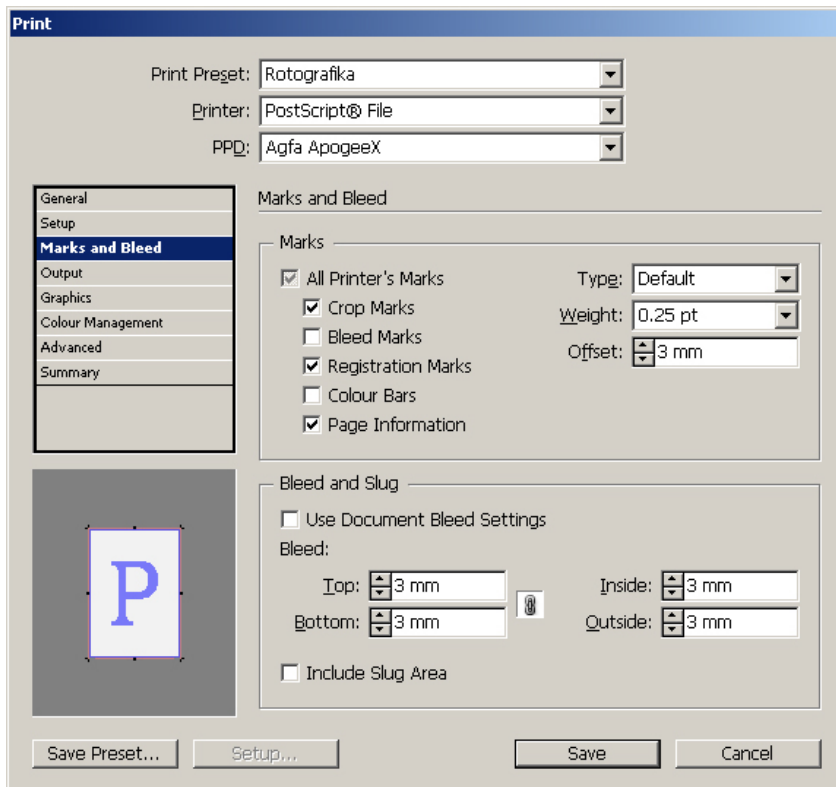 Print
Print Preset: Rotografika
Printer: PostScript® File
PPD: Agfa ApogeeX
General
Setup
Marks and Bleed
Output
Graphics
Colour Management
Advanced
Summary
Marks and Bleed
Marks
All Printer's Marks
Crop Marks
Bleed Marks
Registration Marks
Colour Bars
Page Information
Type: Default
Weight: 0.25 pt
Offset: 3 mm
P
Bleed and Slug
Use Document Bleed Settings
Bleed:
Top: 3 mm
Bottom: 3 mm
Inside: 3 mm
Outside: 3 mm
Include Slug Area
Save Preset...
Setup...
Save
Cancel